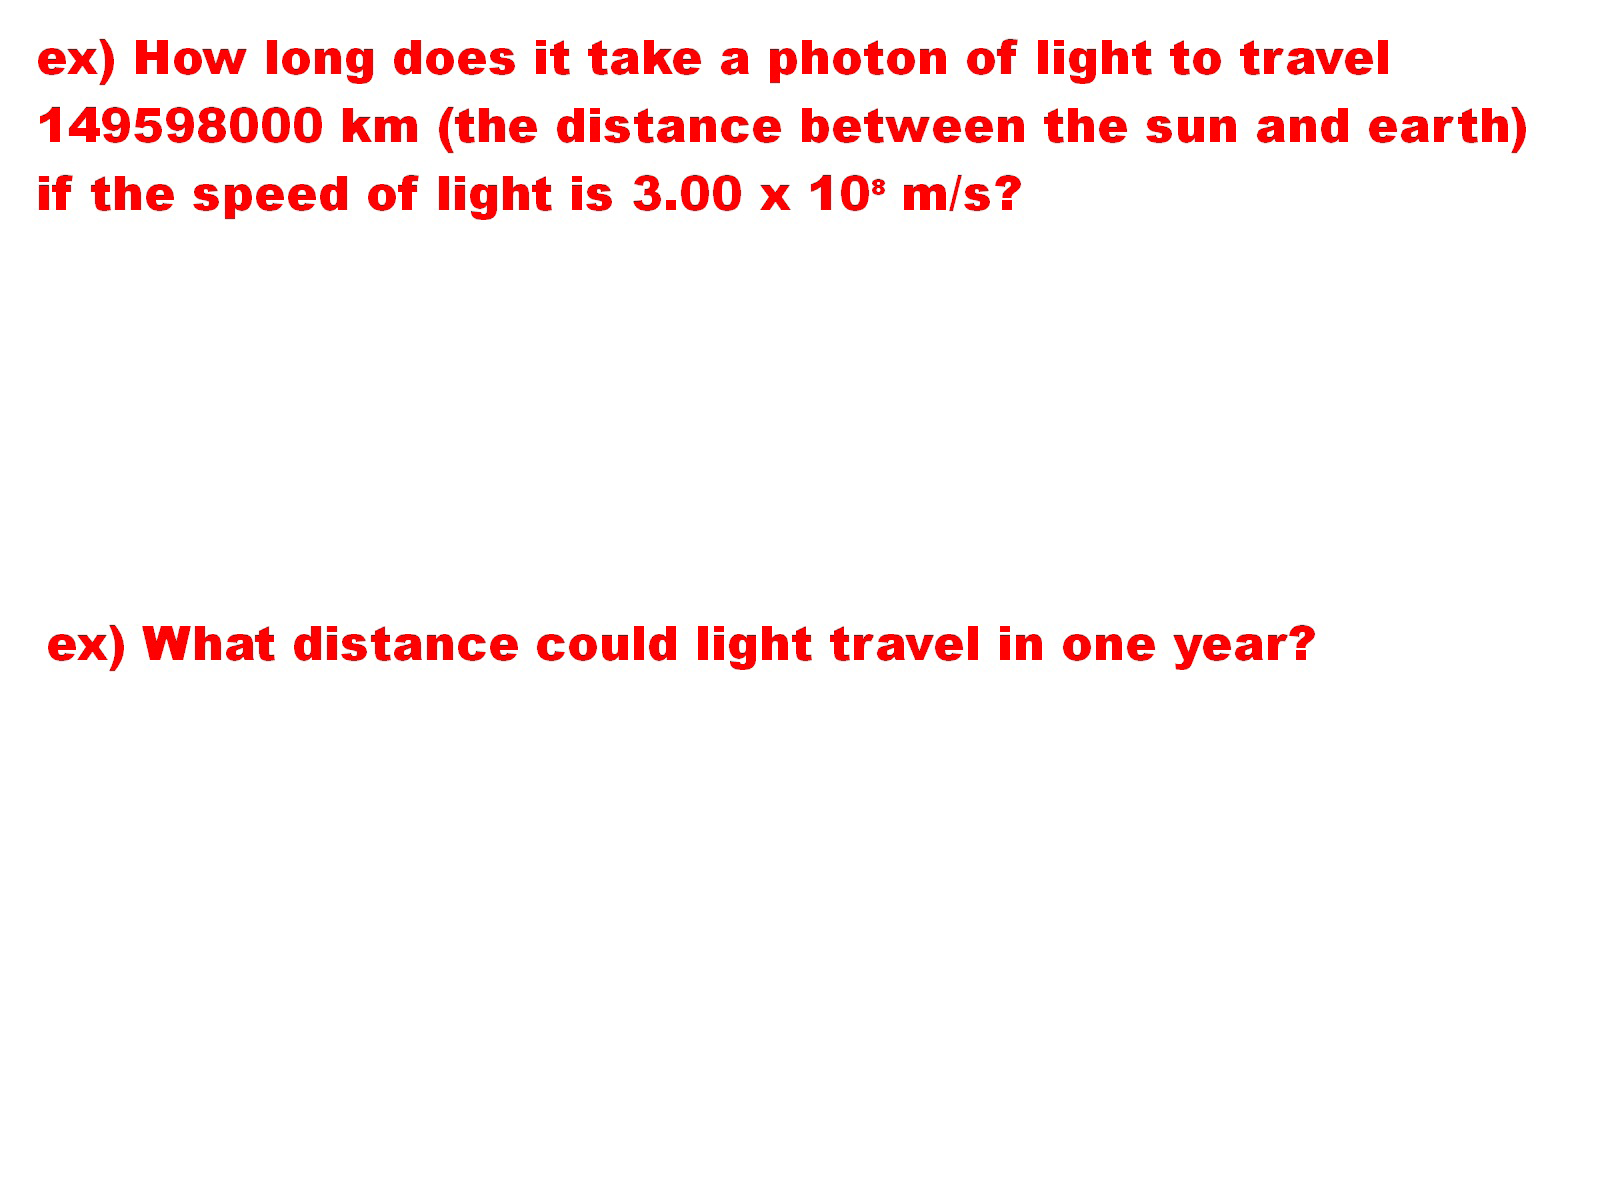 ex) How long does it take a photon of light to travel
149598000 km (the distance between the sun and earth)
if the speed of light is 3.00 x 10⁸ m/s?
ex) What distance could light travel in one year?